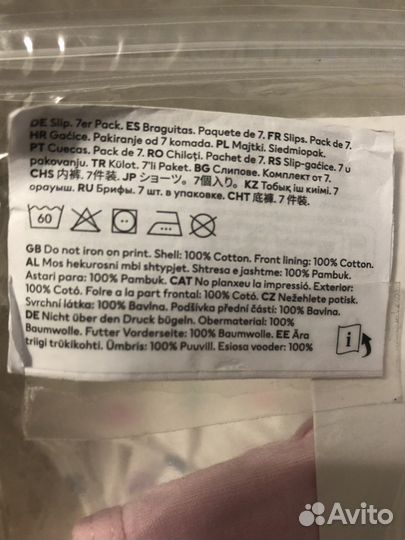 DE Slip. 7er Pack. ES Braguitas. Paquete de 7. FR Slips. Pack de 7.
HR Gaćice. Pakiranje od 7 komada. PL Majtki. Siedmiopak.
PT Cuecas. Pack de 7. RO Chiloți. Pachet de 7. RS Slip-gaćice. 7 u
pakovanju. TR Külot. 7'li Paket. BG Слипове. Комплект от 7.
CHS 内裤。7件装。JP ショーツ。7個入り。KZ Тобық іш киімі. 7
орауыш. RU Брифы. 7 шт. в упаковке. CHT 底褲。7件裝。
60
GB Do not iron on print. Shell: 100% Cotton. Front lining: 100% Cotton.
AL Mos hekurosni mbi shtypjet. Shtresa e jashtme: 100% Pambuk.
Astari para: 100% Pambuk. CAT No planxeu la impressió. Exterior:
100% Cotó. Folre a la part frontal: 100% Cotó. CZ Nežehlete potisk.
Svrchní látka: 100% Bavlna. Podšívka přední části: 100% Bavlna.
DE Nicht über den Druck bügeln. Obermaterial: 100%
Baumwolle. Futter Vorderseite: 100% Baumwolle. EE Ära
triigi trükikohti. Ümbris: 100% Puuvill. Esiosa vooder: 100%
i
Avito